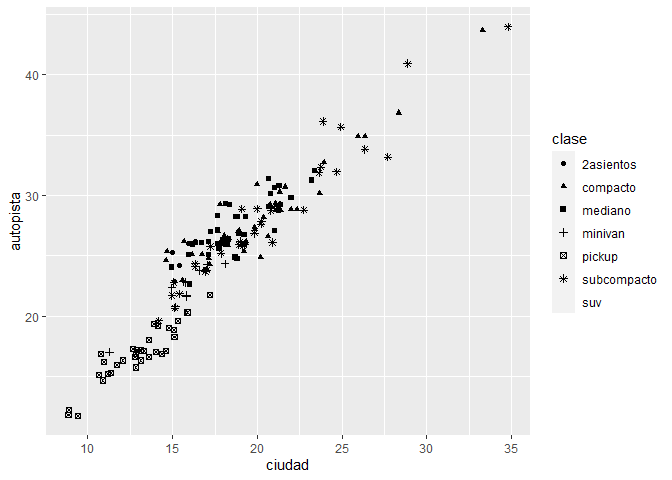 40
30
20
autopista
10 15 20 25 30 35
ciudad
clase
2asientos
compacto
mediano
minivan
pickup
subcompacto
suv